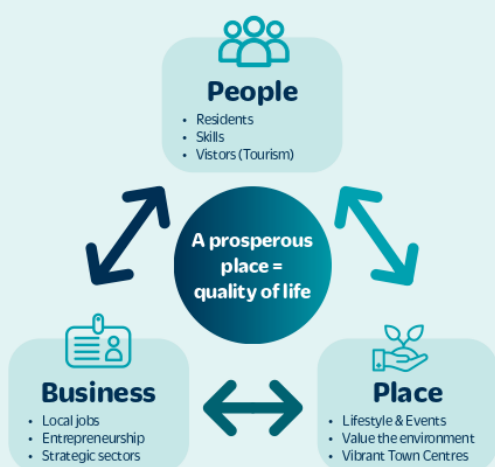 People
• Residents
• Skills
• Vistors (Tourism)
A prosperous
place =
quality of life
Business
• Local jobs
• Entrepreneurship
• Strategic sectors
Place
• Lifestyle & Events
• Value the environment
• Vibrant Town Centres